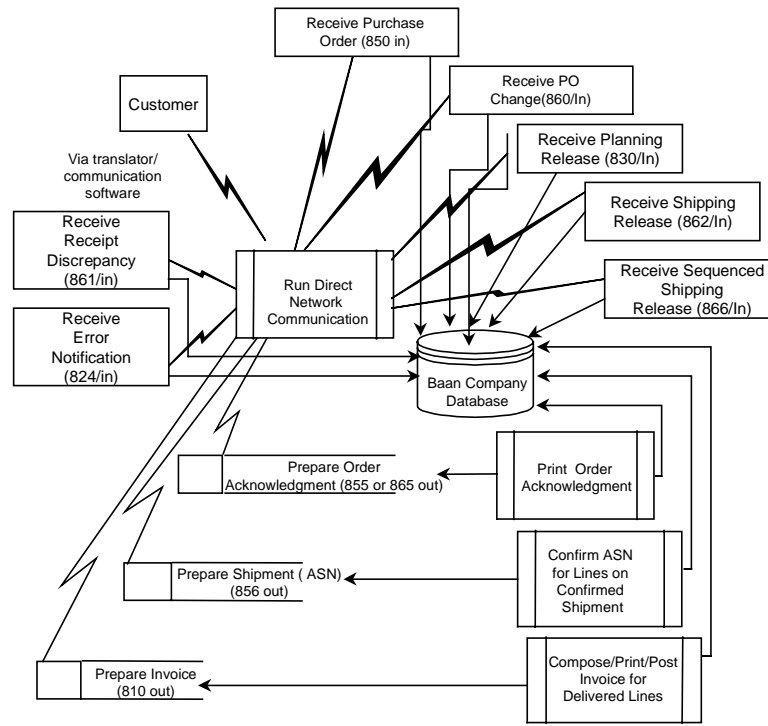 Receive Purchase
Order (850 in)
Receive PO
Change(860/In)
Customer
Receive Planning
Release (830/In)
Via translator/
communication
software
Receive Shipping
Release (862/In)
Receive
Receipt
Discrepancy
(861/in)
Run Direct
Network
Communication
Receive Sequenced
Shipping
Release (866/In)
Receive
Error
Notification
(824/in)
Baan Company
Database
Prepare Order
Acknowledgment (855 or 865 out)
Print Order
Acknowledgment
Prepare Shipment ( ASN)
(856 out)
Confirm ASN
for Lines on
Confirmed
Shipment
Prepare Invoice
(810 out)
Compose/Print/Post
Invoice for
Delivered Lines